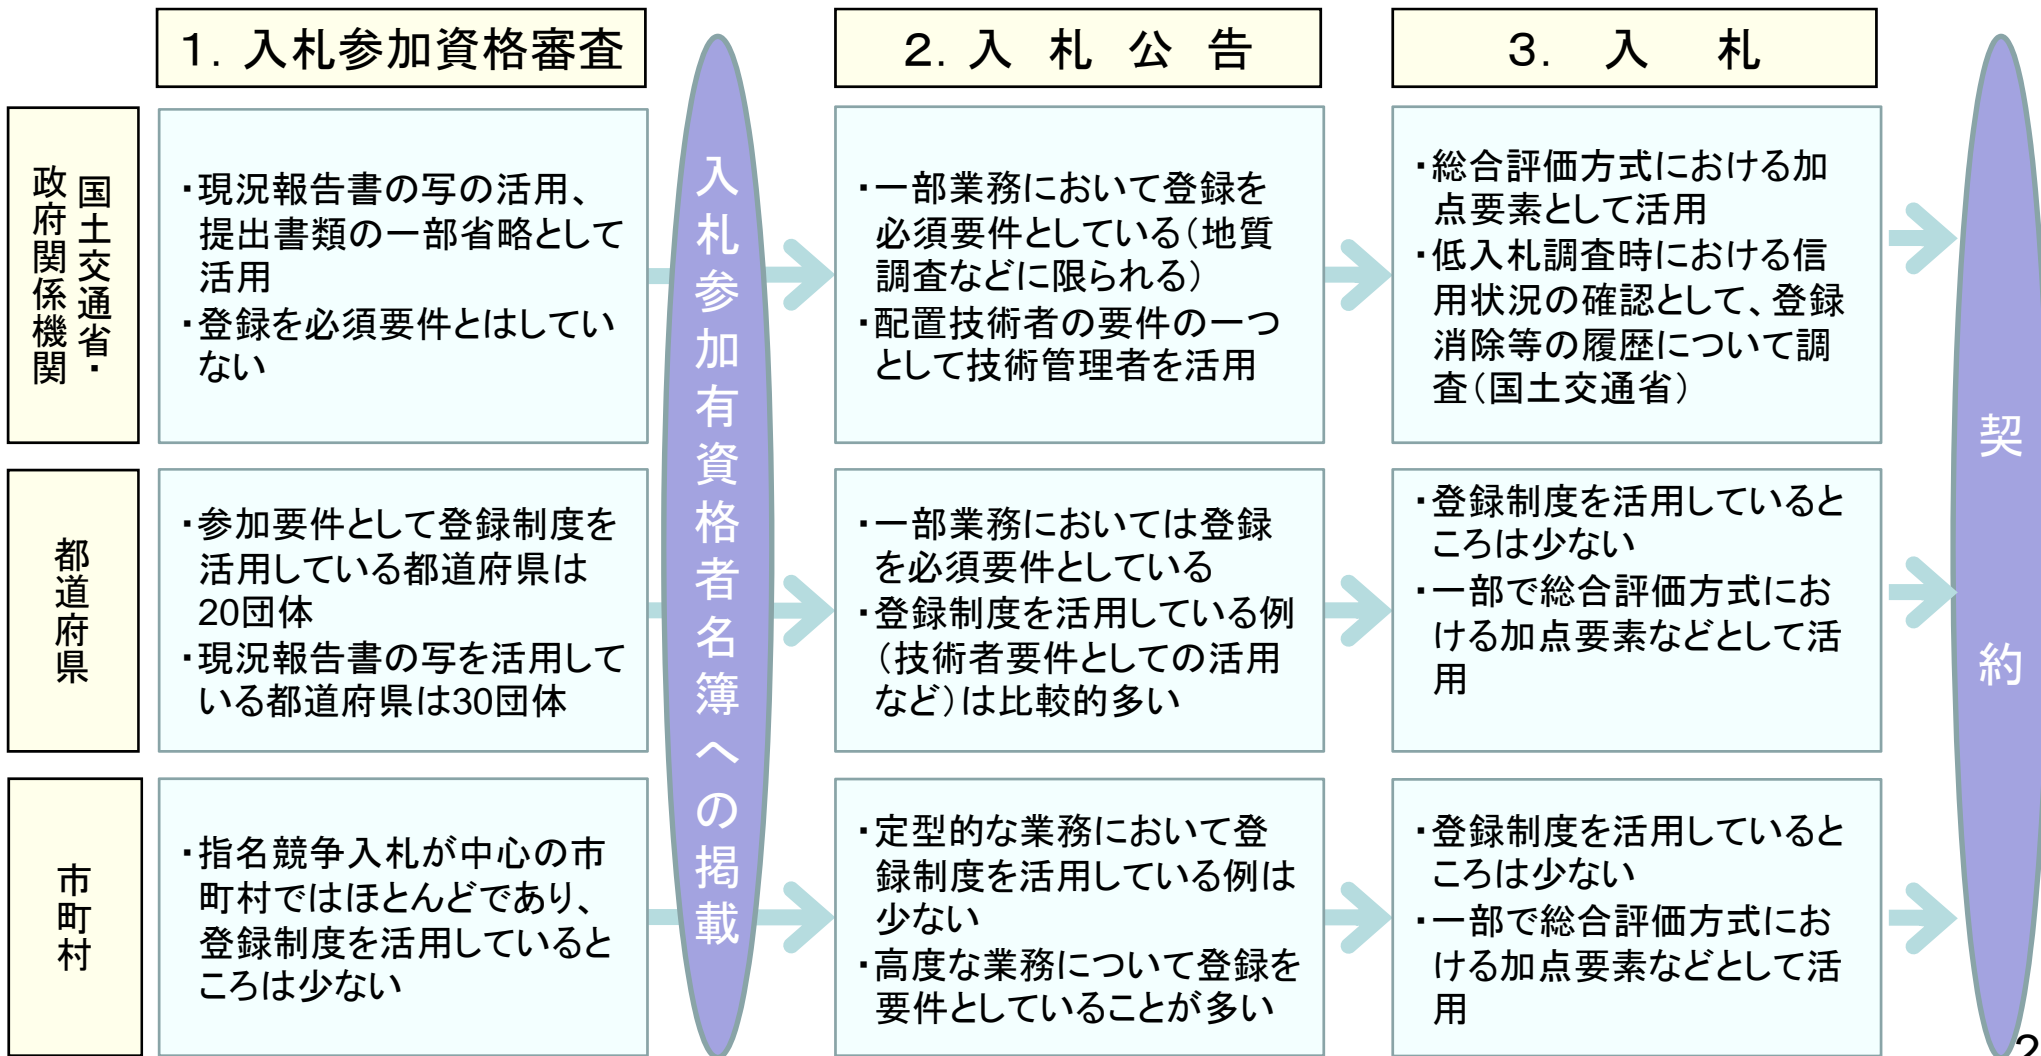 1．入札参加資格審査
2．入　札　公　告
3．　入　　札
国土交通省・
政府関係機関
・現況報告書の写の活用、
提出書類の一部省略として
活用
・登録を必須要件とはしてい
ない
入札参加有資格者名簿への掲載
・一部業務において登録を
必須要件としている（地質
調査などに限られる）
・配置技術者の要件の一つ
として技術管理者を活用
・総合評価方式における加
点要素として活用
・低入札調査時における信
用状況の確認として、登録
消除等の履歴について調
査（国土交通省）
契約
都道府県
・参加要件として登録制度を
活用している都道府県は
20団体
・現況報告書の写を活用して
いる都道府県は30団体
・一部業務においては登録
を必須要件としている
・登録制度を活用している例
（技術者要件としての活用
など）は比較的多い
・登録制度を活用していると
ころは少ない
・一部で総合評価方式にお
ける加点要素などとして活
用
市町村
・指名競争入札が中心の市
町村ではほとんどであり、
登録制度を活用していると
ころは少ない
・定型的な業務において登
録制度を活用している例は
少ない
・高度な業務について登録を
要件としていることが多い
・登録制度を活用していると
ころは少ない
・一部で総合評価方式にお
ける加点要素などとして活
用
2